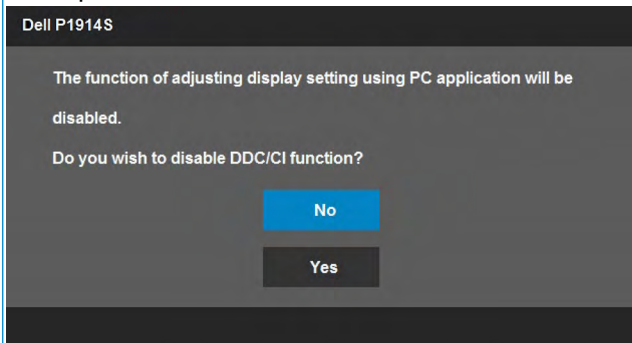 Dell P1914S
The function of adjusting display setting using PC application will be
disabled.
Do you wish to disable DDC/CI function?
No
Yes